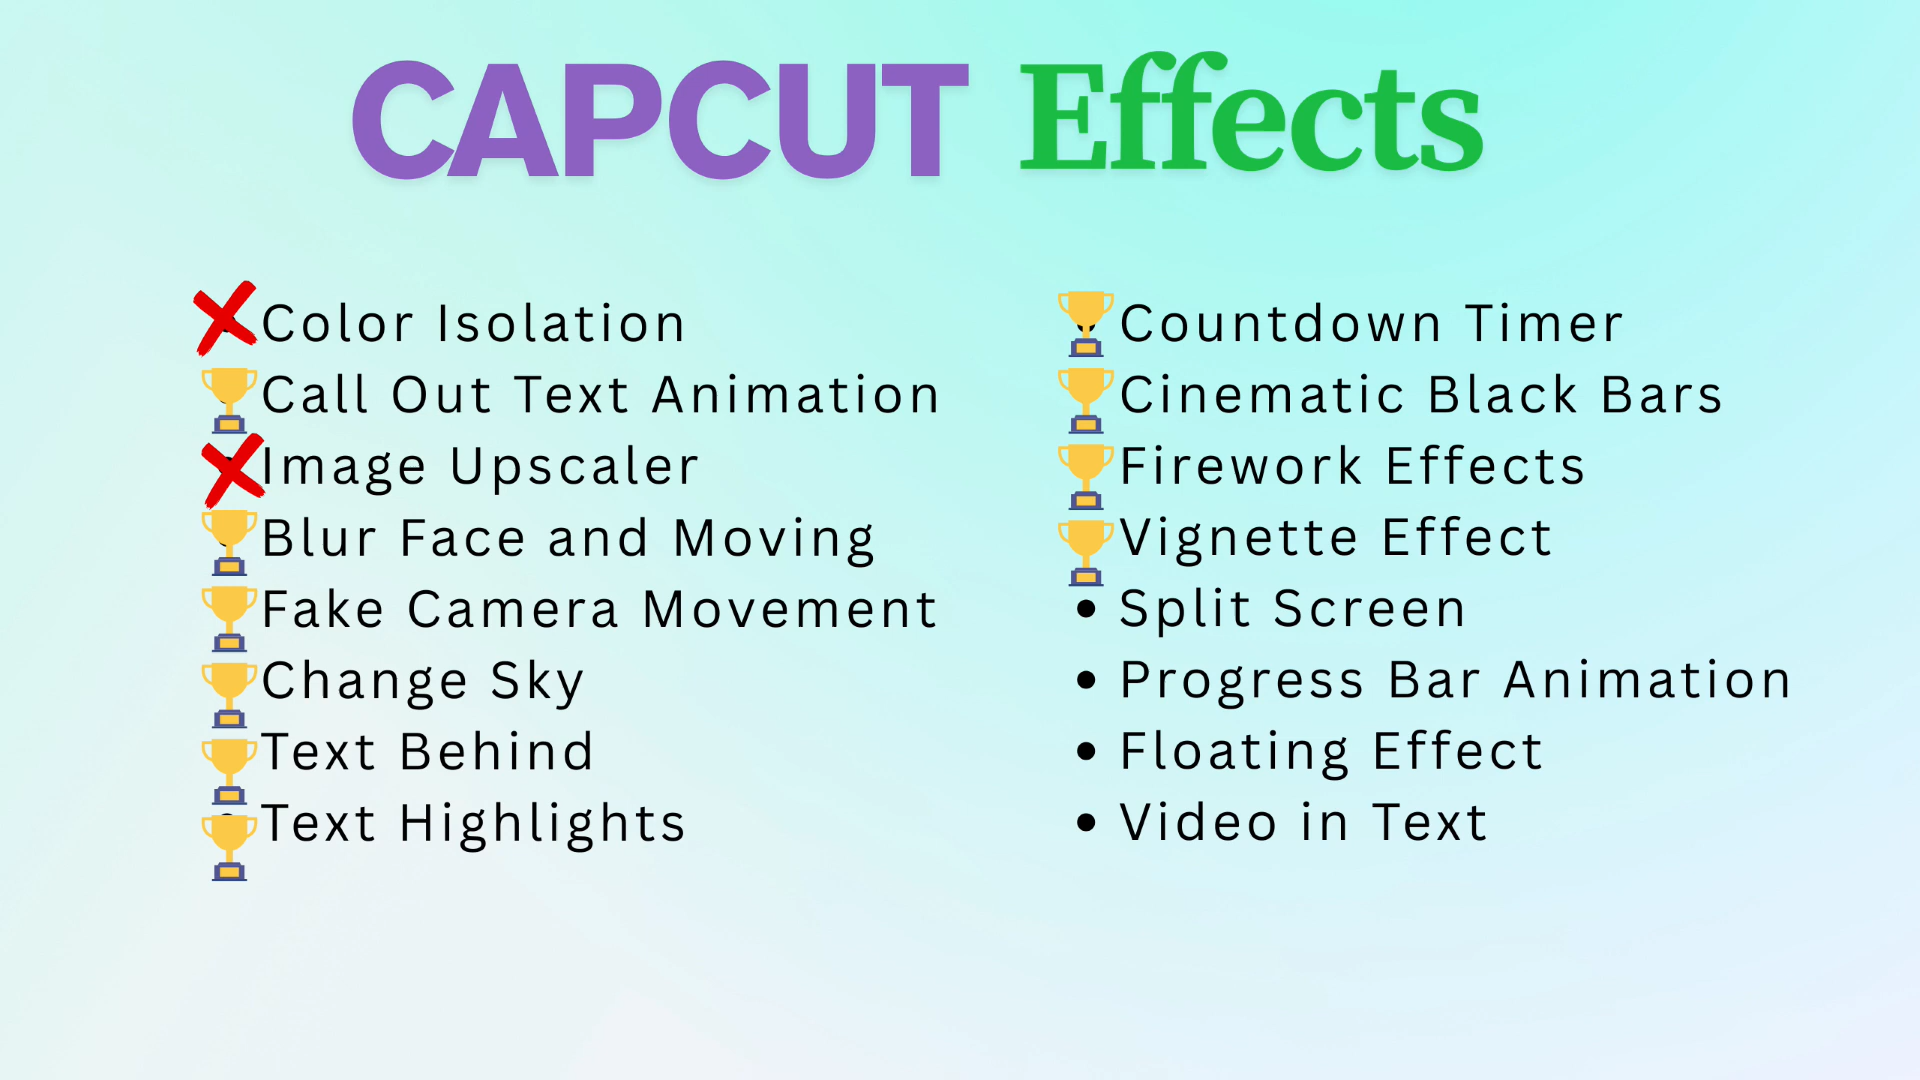 CAPCUT Effects
Color Isolation
Call Out Text Animation
Image Upscaler
Blur Face and Moving
Fake Camera Movement
Change Sky
Text Behind
Text Highlights
Countdown Timer
Cinematic Black Bars
Firework Effects
Vignette Effect
Split Screen
Progress Bar Animation
Floating Effect
Video in Text